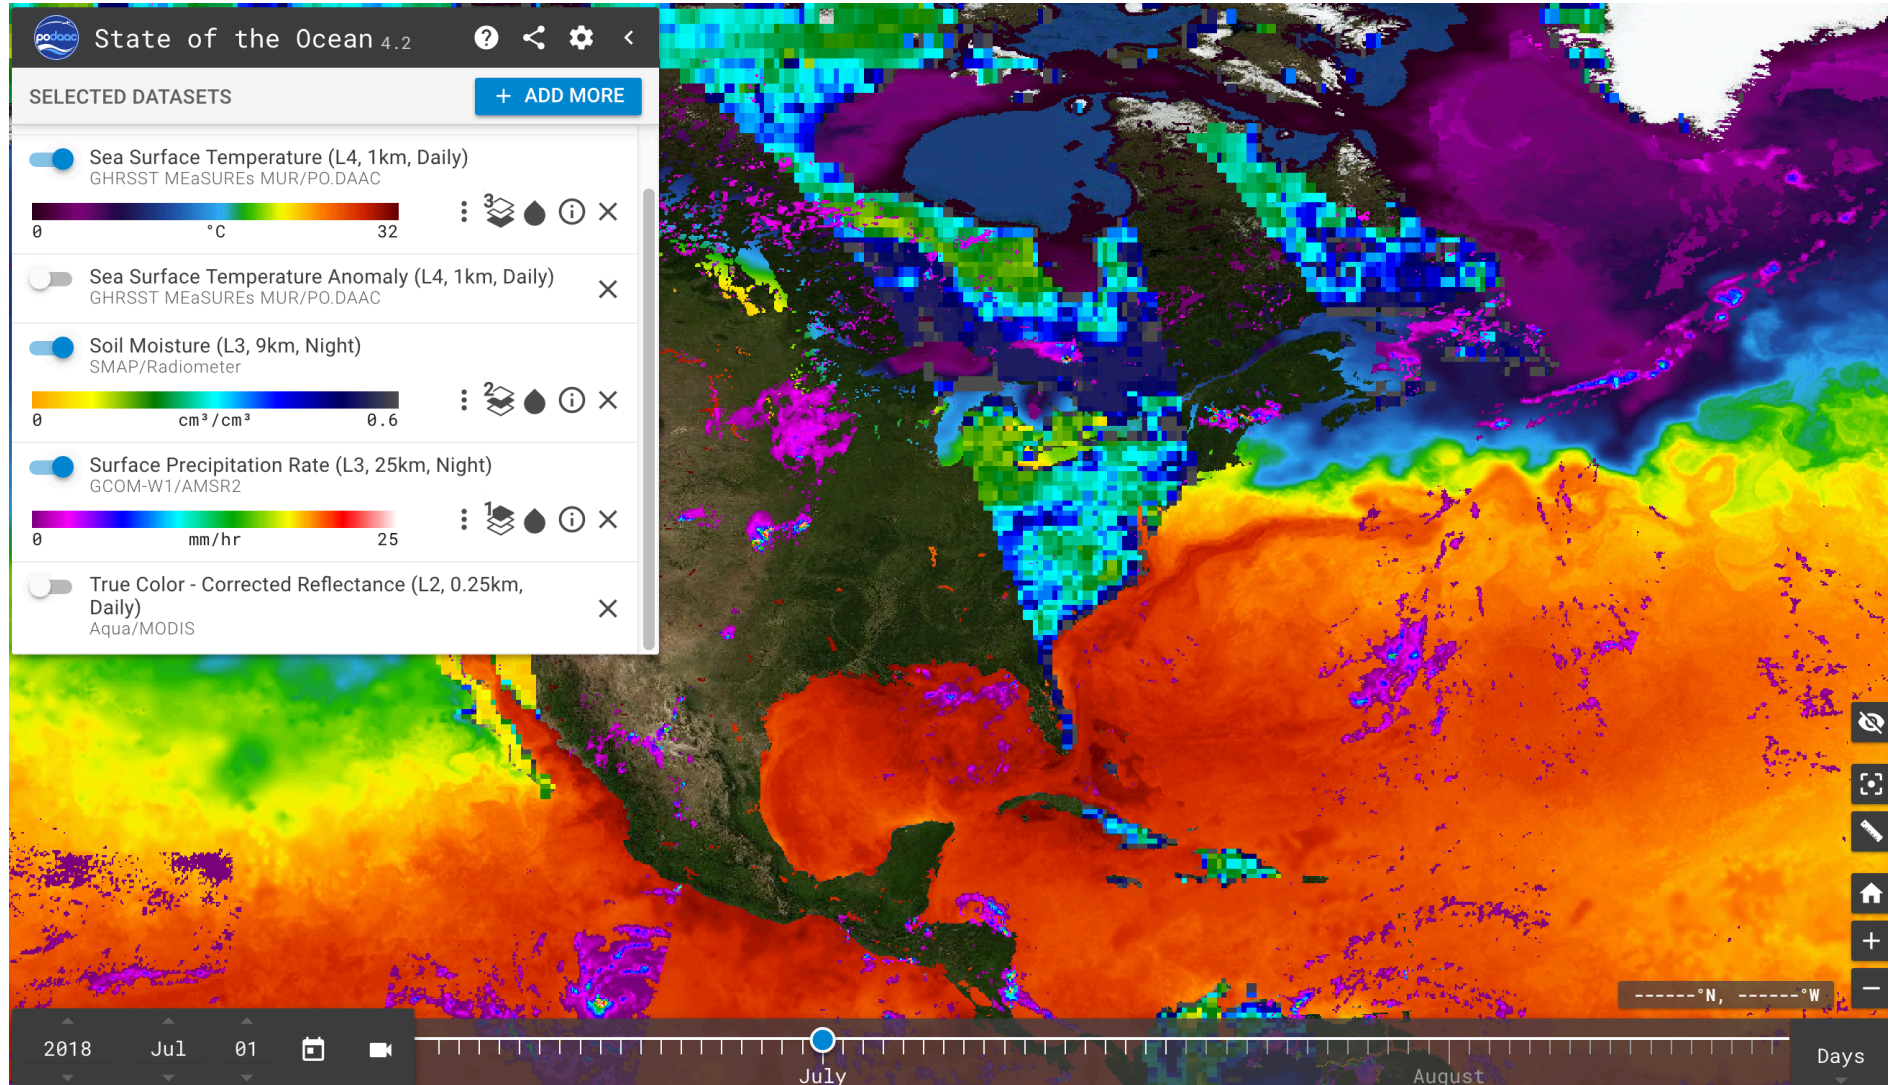 podaac
State of the Ocean 4.2
SELECTED DATASETS
+ ADD MORE
Sea Surface Temperature (L4, 1km, Daily)
GHRSST MEaSUREs MUR/PO.DAAC
3
0 °C 32
Sea Surface Temperature Anomaly (L4, 1km, Daily)
GHRSST MEaSUREs MUR/PO.DAAC
Soil Moisture (L3, 9km, Night)
SMAP/Radiometer
2
0 cm³/cm³ 0.6
Surface Precipitation Rate (L3, 25km, Night)
GCOM-W1/AMSR2
1
0 mm/hr 25
True Color - Corrected Reflectance (L2, 0.25km,
Daily)
Aqua/MODIS
------°N, ------°W
2018 Jul 01
July
August
Days